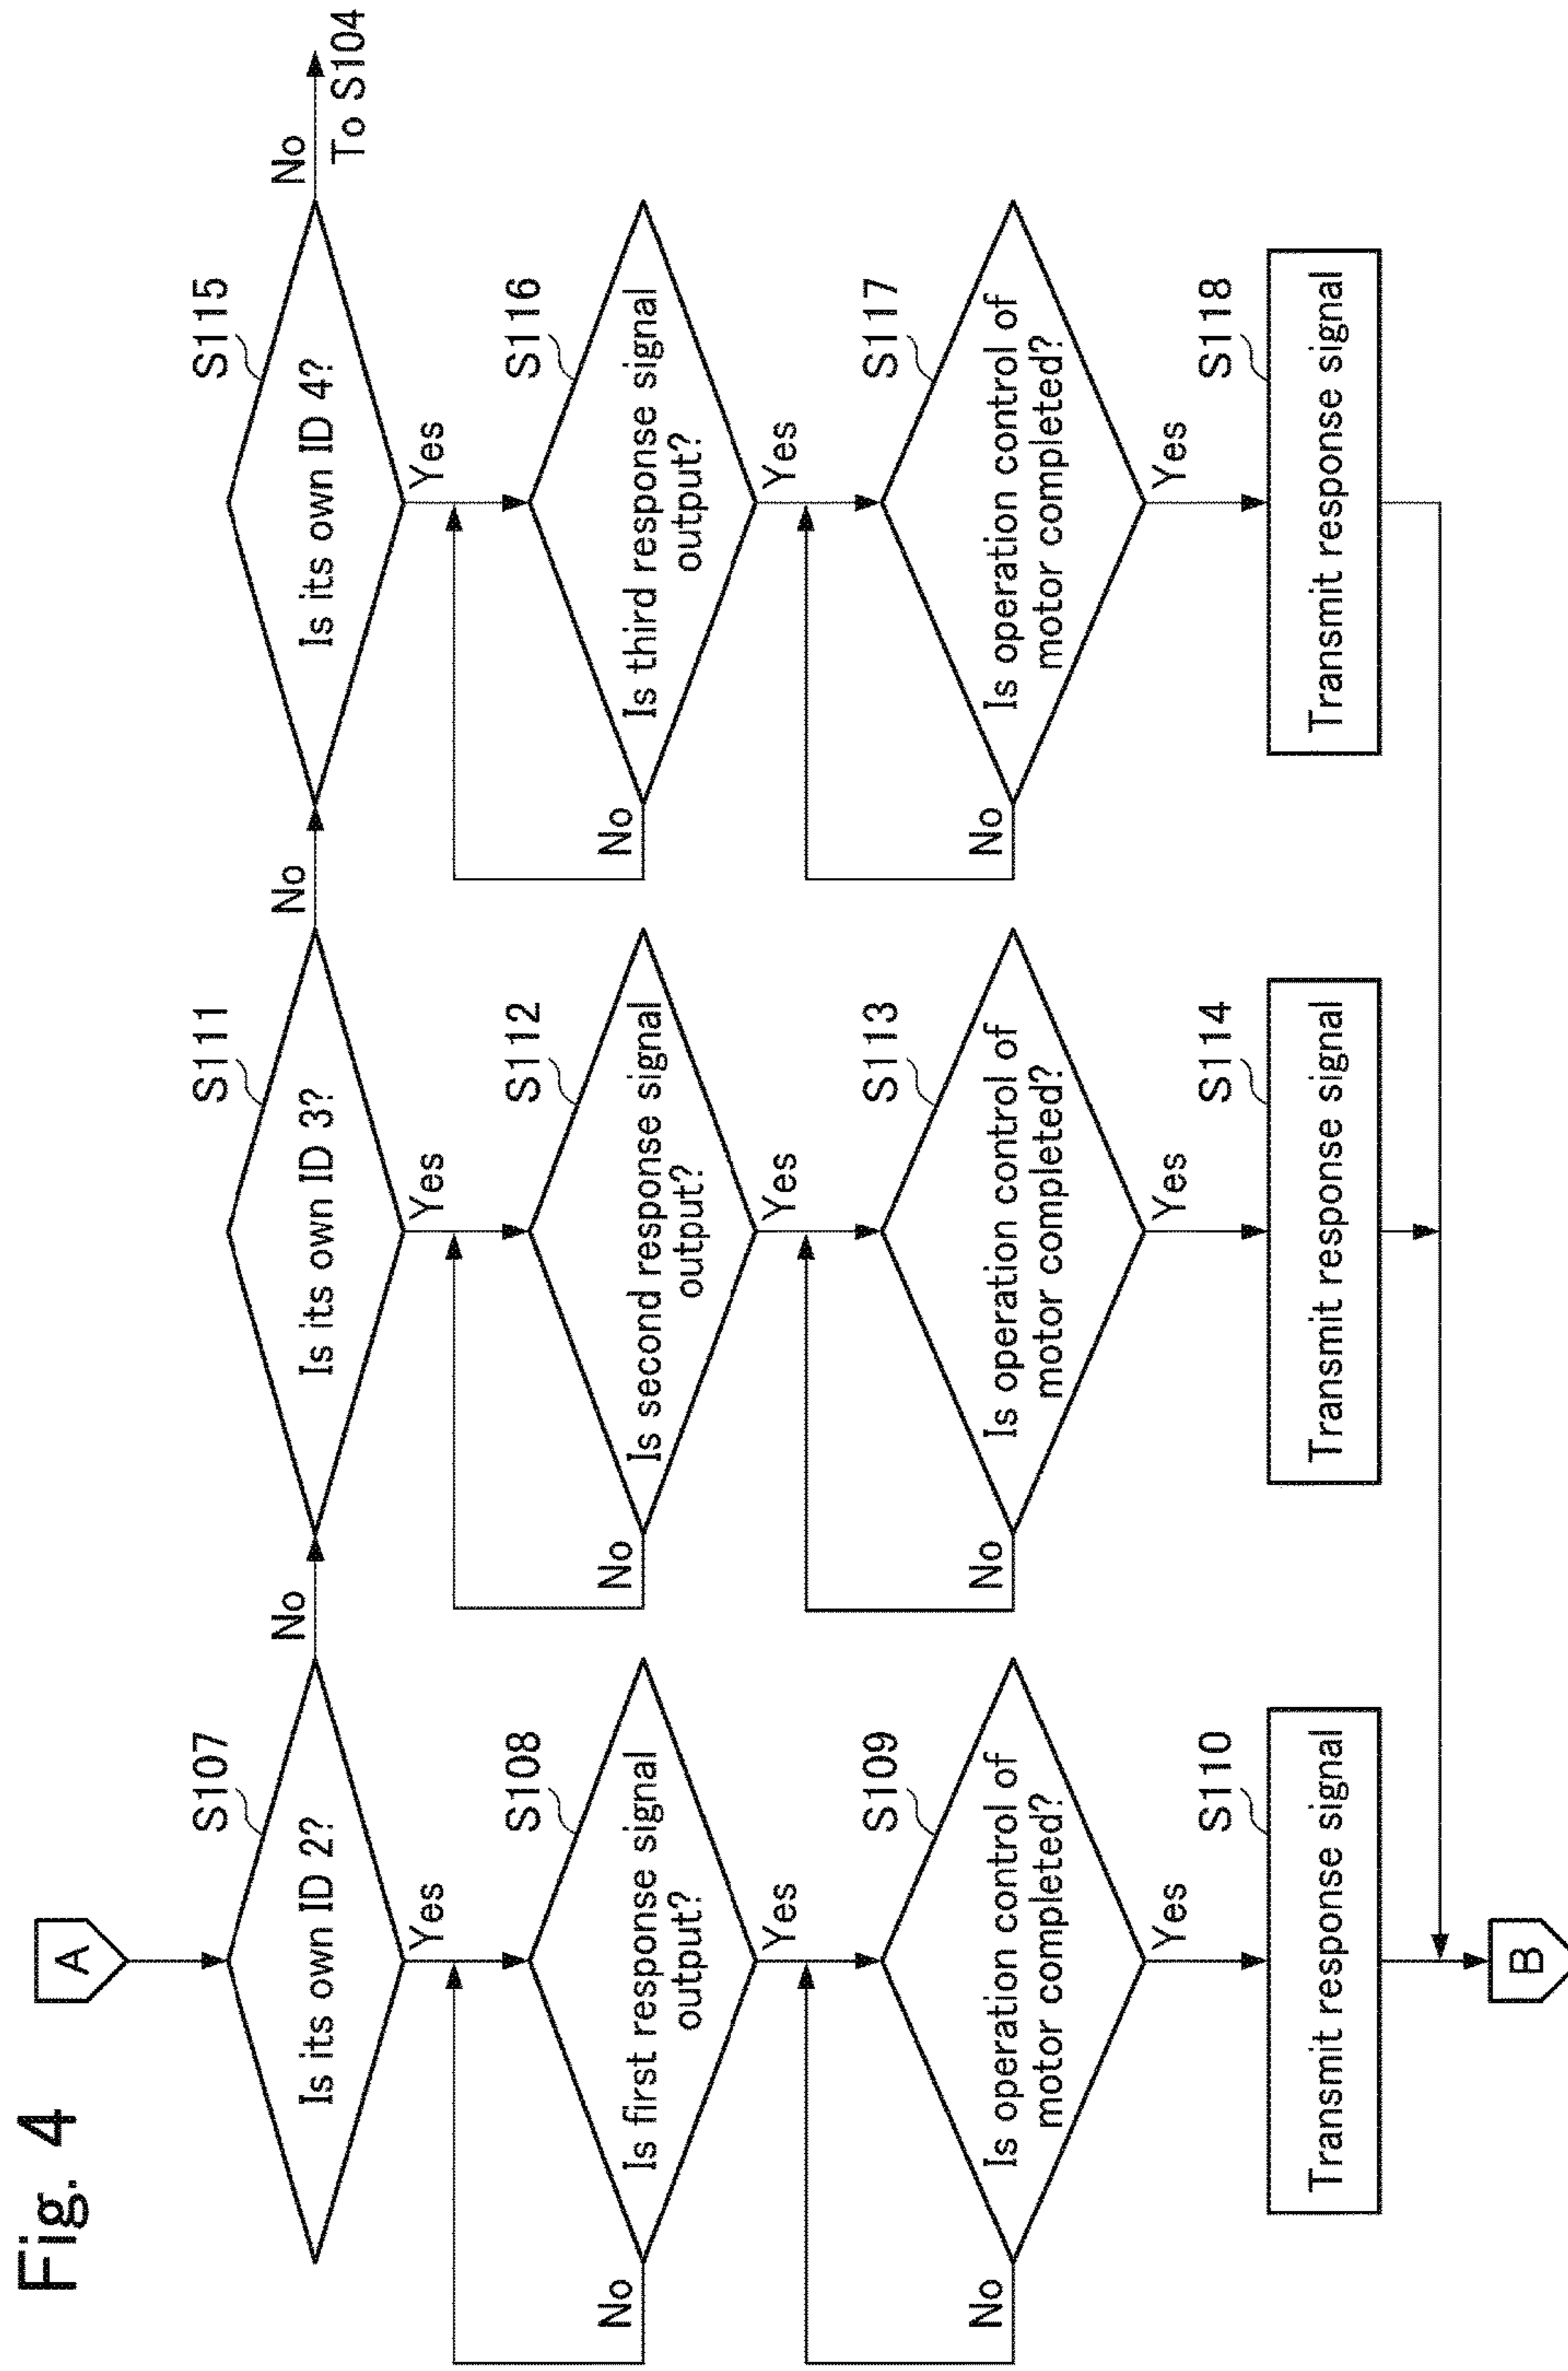 Fig. 4
A
S107
Is its own ID 2?
No
Yes
S108
Is first response signal
output?
No
Yes
S109
Is operation control of
motor completed?
No
Yes
S110
Transmit response signal
S111
Is its own ID 3?
No
Yes
S112
Is second response signal
output?
No
Yes
S113
Is operation control of
motor completed?
No
Yes
S114
Transmit response signal
S115
Is its own ID 4?
No
To S104
Yes
S116
Is third response signal
output?
No
Yes
S117
Is operation control of
motor completed?
No
Yes
S118
Transmit response signal
B